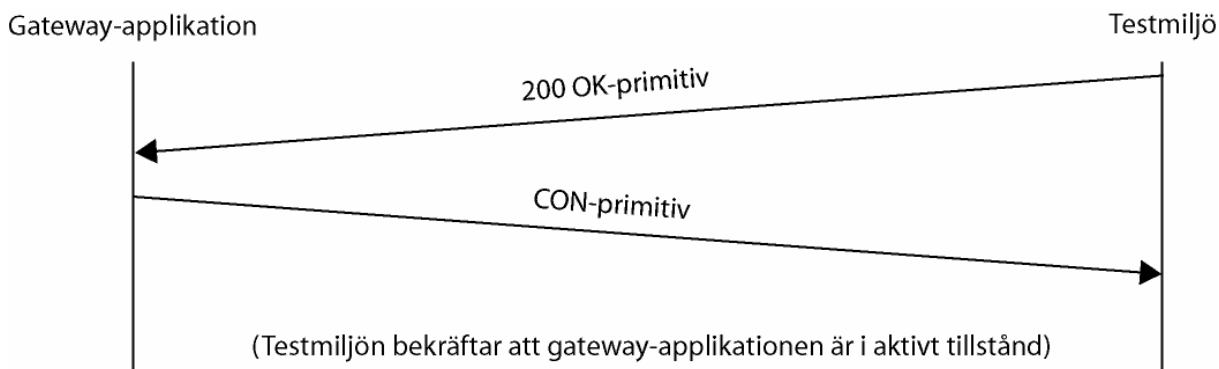 Gateway-applikation
Testmiljö
200 OK-primitiv
CON-primitiv
(Testmiljön bekräftar att gateway-applikationen är i aktivt tillstånd)